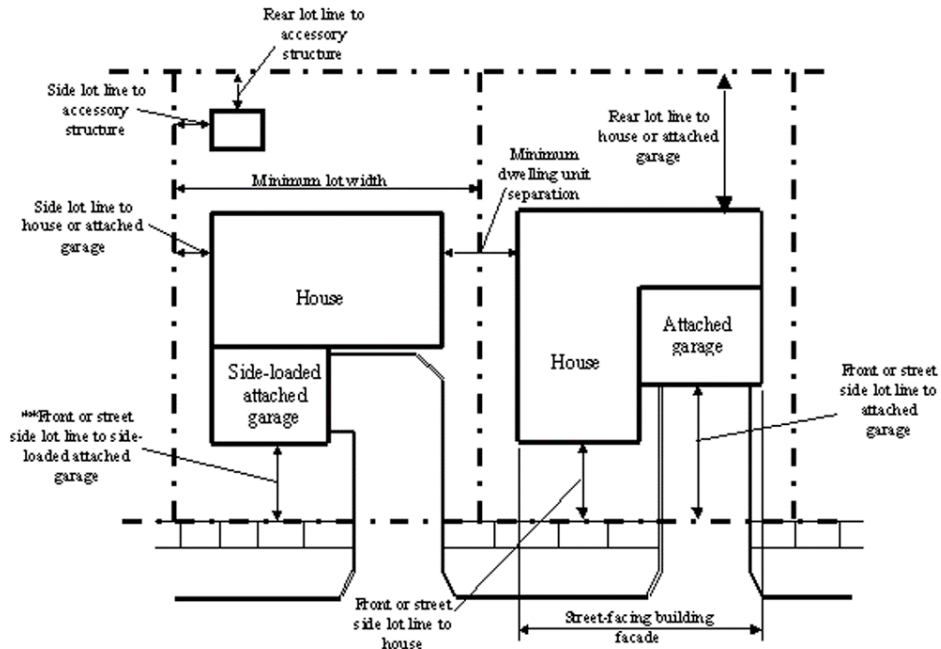 Rear lot line to
accessory
structure
Side lot line to
accessory
structure
Rear lot line to
house or attached
garage
Minimum
dwelling unit
separation
Minimum lot width
Side lot line to
house or attached
garage
House
House
Attached
garage
Side-loaded
attached
garage
Front or street
side lot line to
attached
garage
***Front or street
side lot line to side-
loaded attached
garage
Front or street
side lot line to
house
Street-facing building
facade